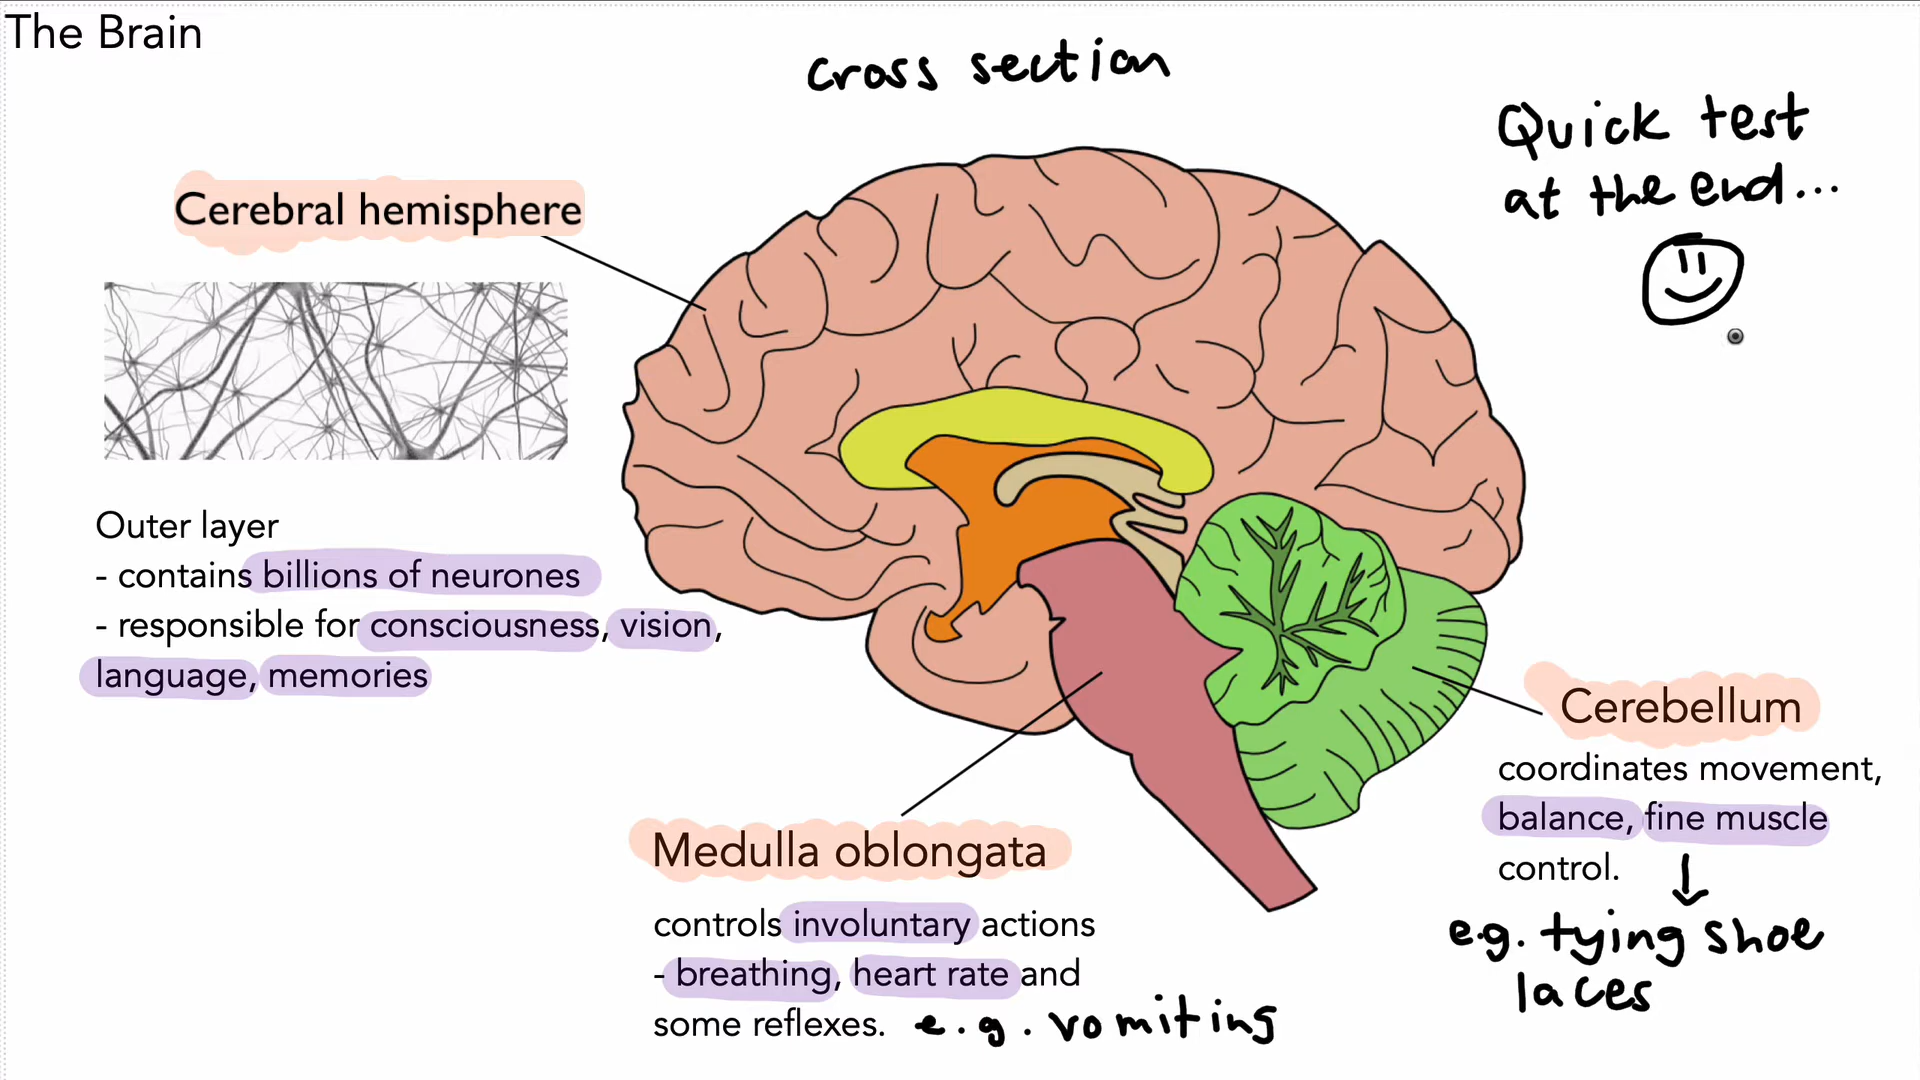 The Brain
cross section
Quick test
at the end...
Cerebral hemisphere
Outer layer
- contains billions of neurones
- responsible for consciousness, vision,
language, memories
Medulla oblongata
controls involuntary actions
- breathing, heart rate and
some reflexes. e.g. vomiting
Cerebellum
coordinates movement,
balance, fine muscle
control.
e.g. tying shoe
laces